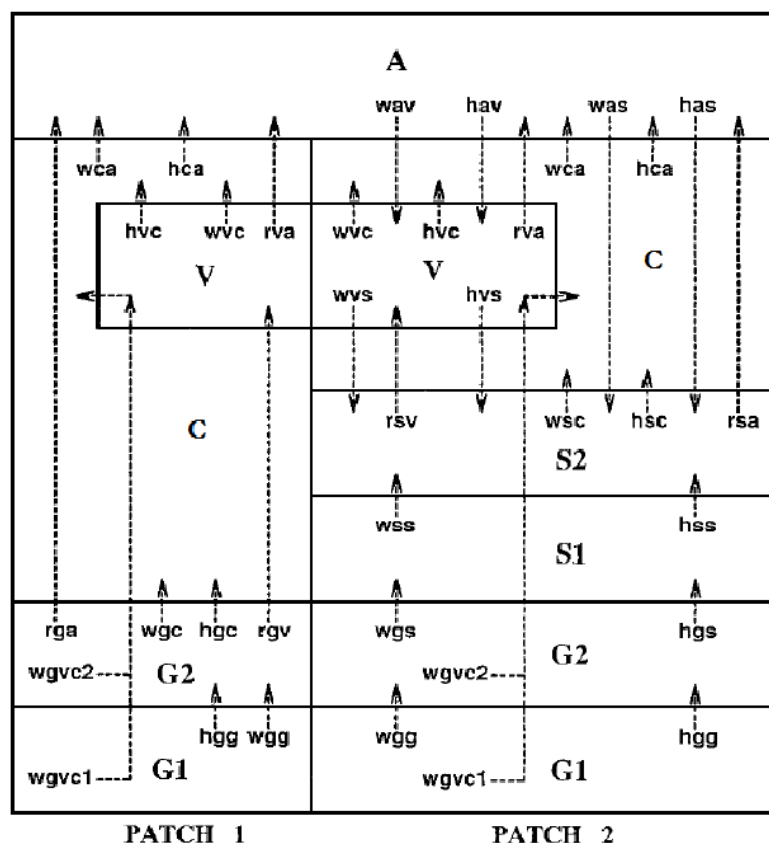 A
wav hav was has
wca hca wca hca
hvc wvc rva wvc hvc rva
V V C
wvs hvs
C rsv wsc hsc rsa
S2
wss hss
S1
rga wgc hgc rgv wgs hgs
wgvc2 G2 wgvc2 G2
hgg wgg wgg hgg
wgvc1 G1 wgvc1 G1
PATCH 1 PATCH 2